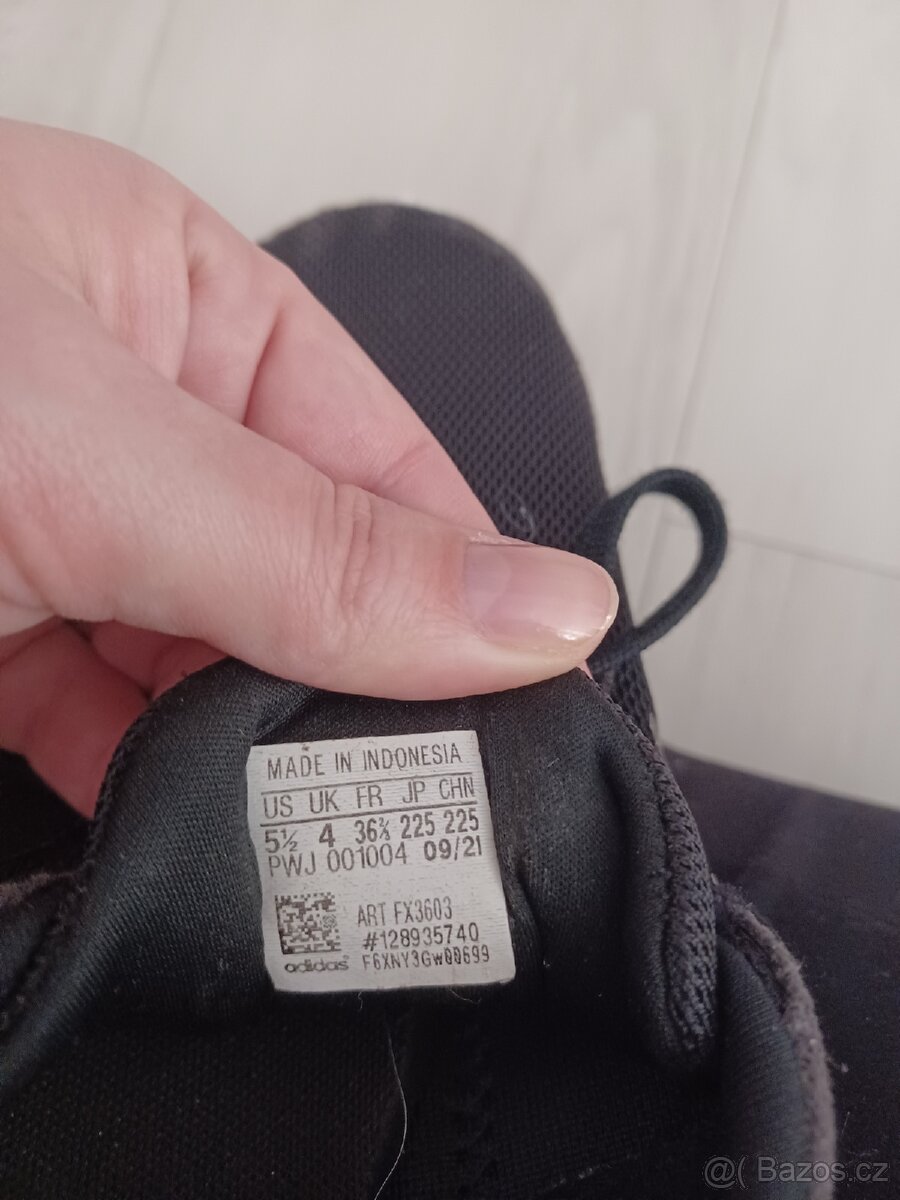 MADE IN INDONESIA
US UK FR JP CHN
5½ 4 36⅔ 225 225
PWJ 001004 09/21
ART FX3603
#128935740
adidas F6XNY3GW00699
@( Bazos.cz